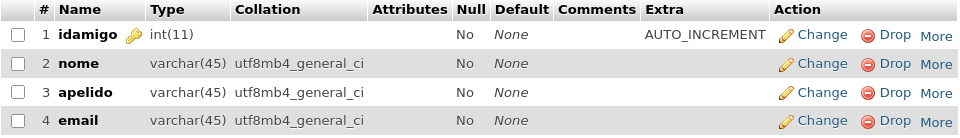 # Name Type Collation Attributes Null Default Comments Extra Action
1 idamigo int(11) No None AUTO_INCREMENT Change Drop More
2 nome varchar(45) utf8mb4_general_ci No None Change Drop More
3 apelido varchar(45) utf8mb4_general_ci No None Change Drop More
4 email varchar(45) utf8mb4_general_ci No None Change Drop More